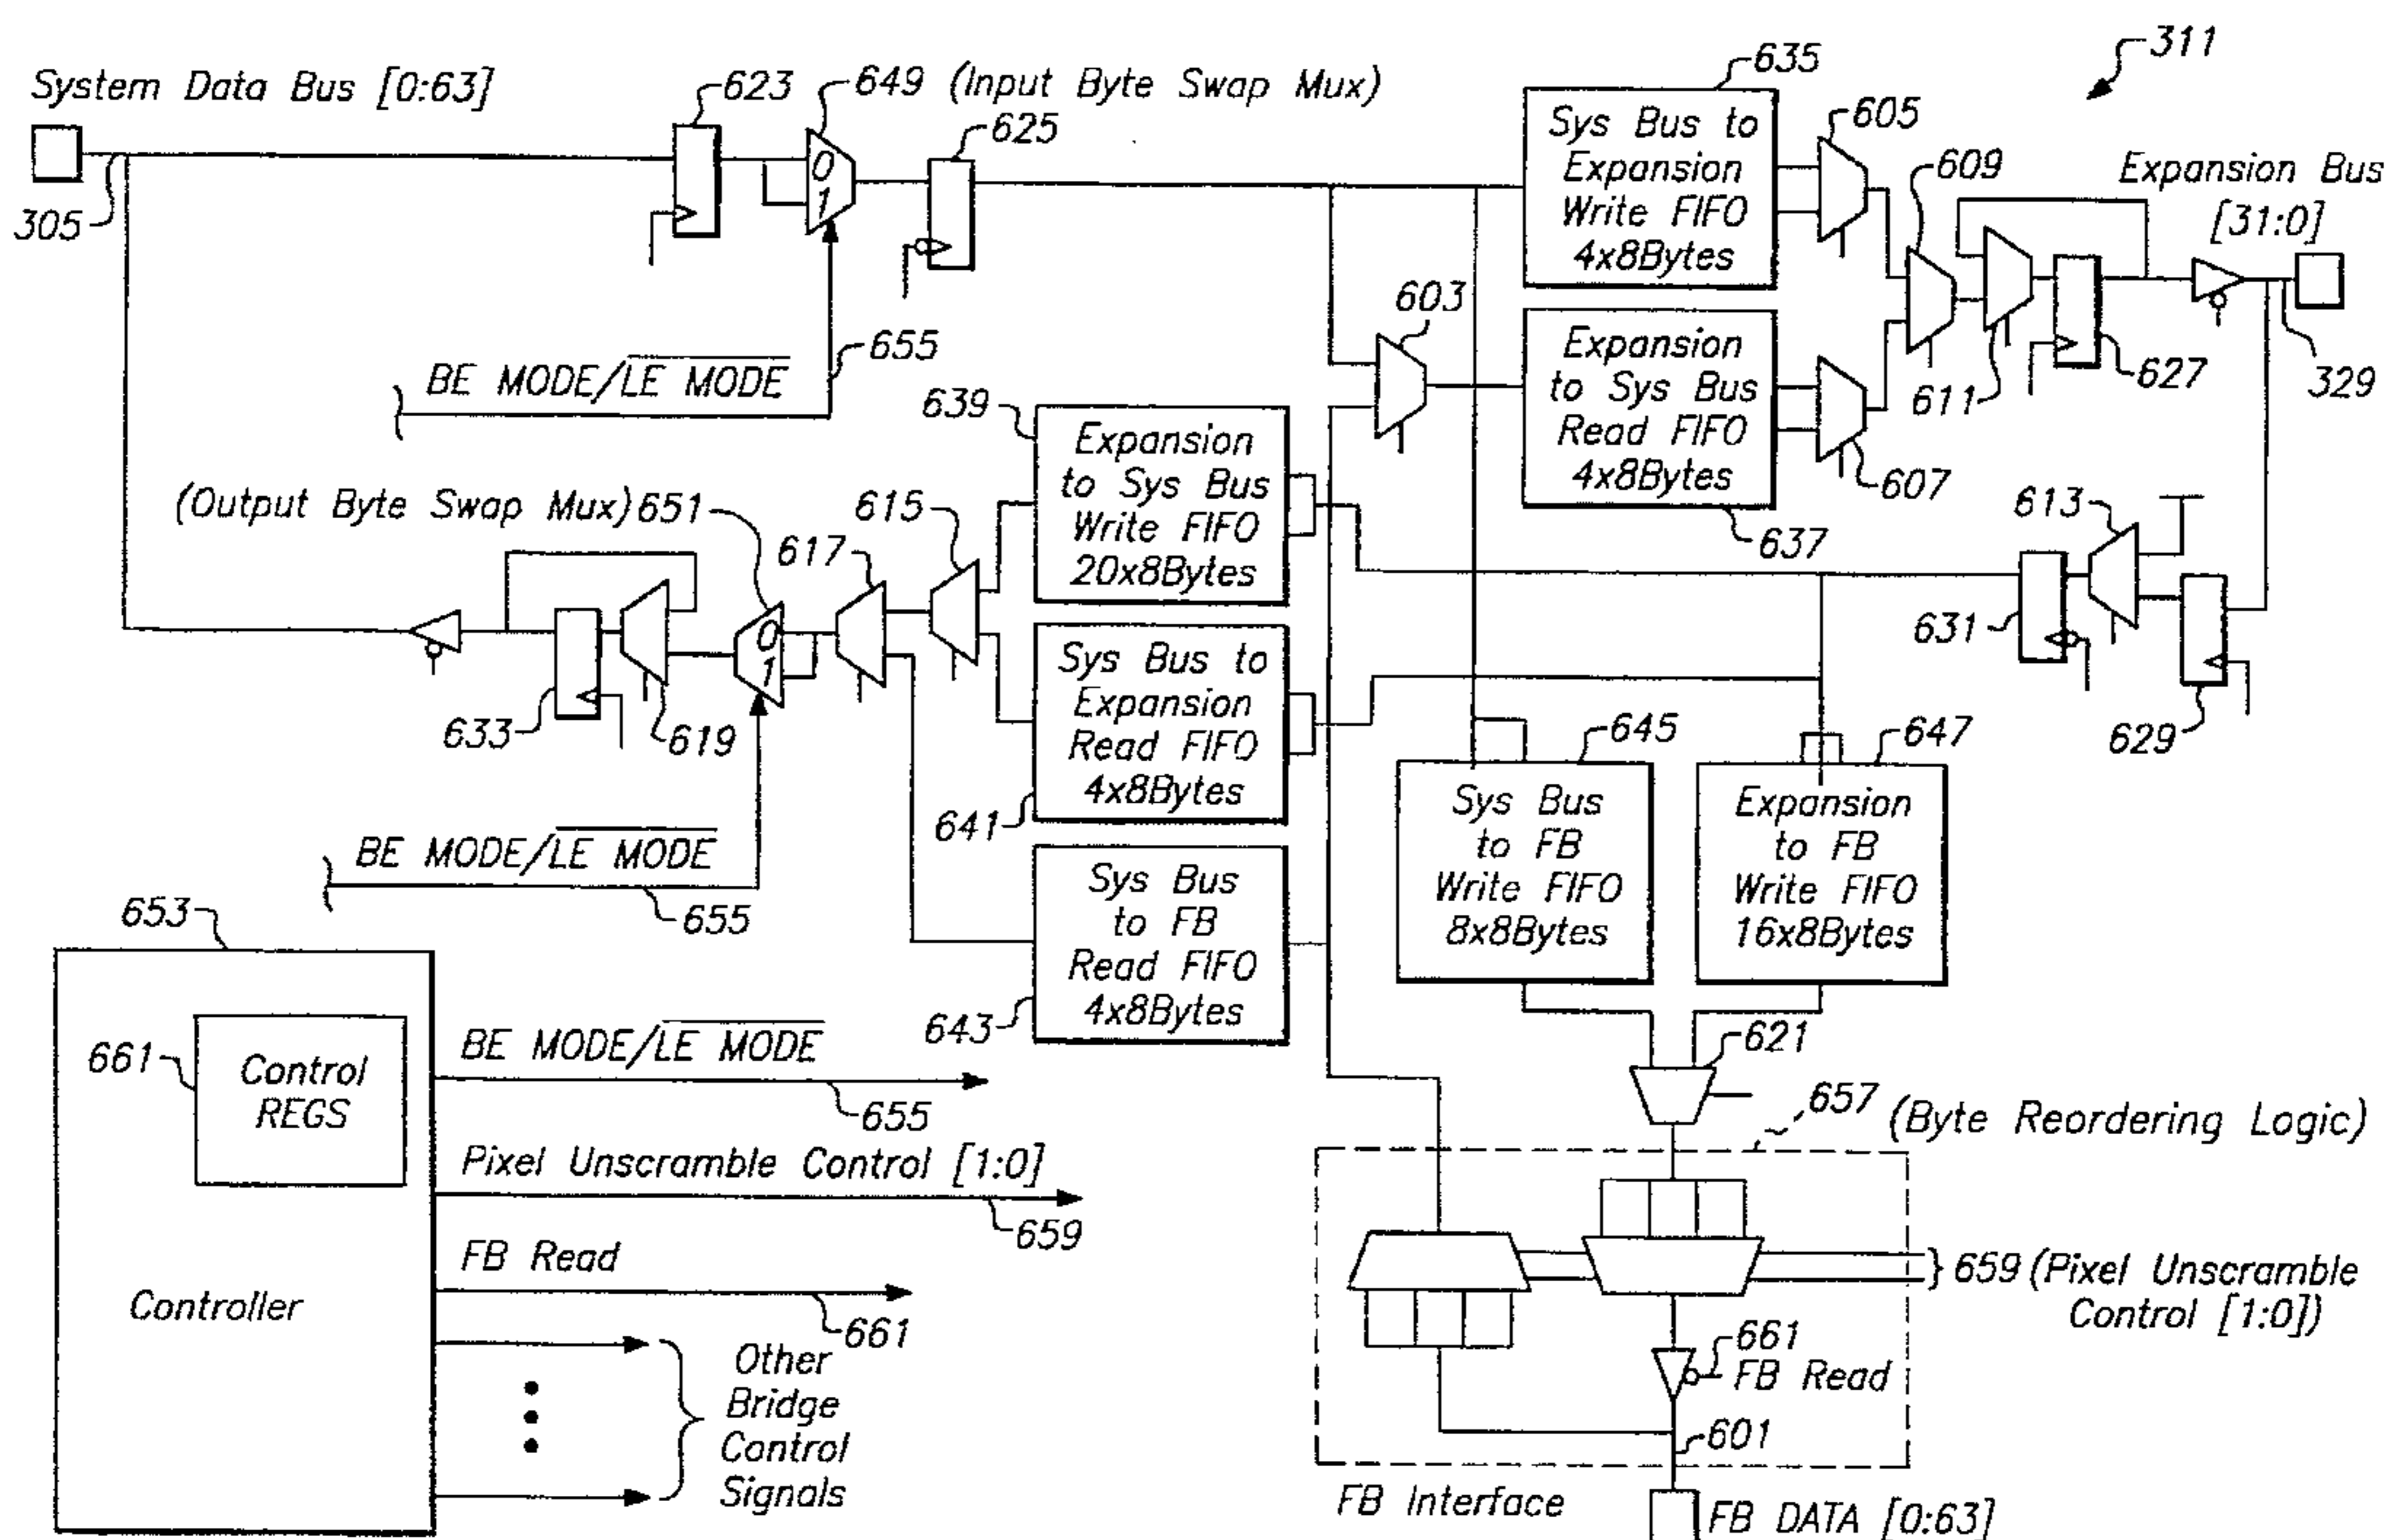 311
System Data Bus [0:63]
623
649 (Input Byte Swap Mux)
625
635
Sys Bus to
Expansion
Write FIFO
4x8Bytes
605
609
Expansion Bus
[31:0]
305
0
1
603
BE MODE/LE MODE
655
Expansion
to Sys Bus
Read FIFO
4x8Bytes
637
607
611
627
329
639
Expansion
to Sys Bus
Write FIFO
20x8Bytes
(Output Byte Swap Mux) 651
617
615
613
0
1
633
619
631
629
Sys Bus to
Expansion
Read FIFO
4x8Bytes
641
645
647
BE MODE/LE MODE
655
Sys Bus
to FB
Write FIFO
8x8Bytes
Expansion
to FB
Write FIFO
16x8Bytes
Sys Bus
to FB
Read FIFO
4x8Bytes
643
653
661
Control
REGS
Controller
BE MODE/LE MODE
655
Pixel Unscramble Control [1:0]
659
FB Read
661
Other
Bridge
Control
Signals
621
657 (Byte Reordering Logic)
659 (Pixel Unscramble
Control [1:0])
661
FB Read
601
FB Interface
FB DATA [0:63]